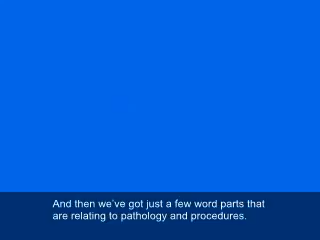 And then we've got just a few word parts that
are relating to pathology and procedures.